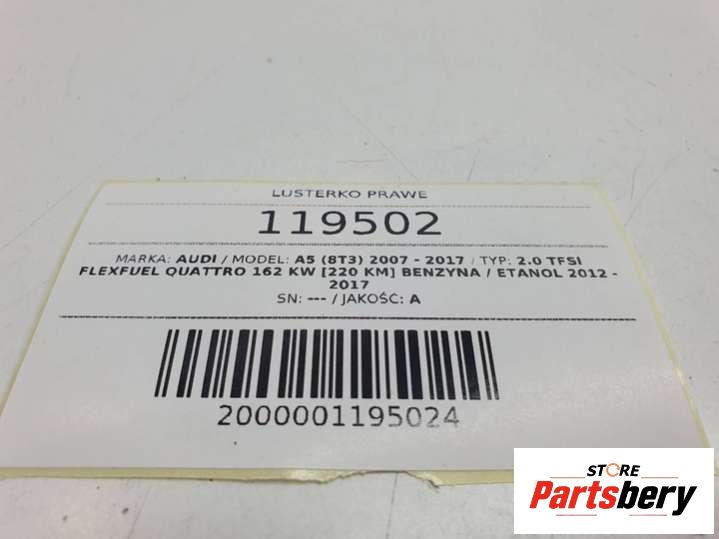 LUSTERKO PRAWE
119502
MARKA: AUDI / MODEL: A5 (8T3) 2007 - 2017 / TYP: 2.0 TFSI
FLEXFUEL QUATTRO 162 KW [220 KM] BENZYNA / ETANOL 2012 -
2017
SN: --- / JAKOŚĆ: A
2000001195024
STORE
Partsbery